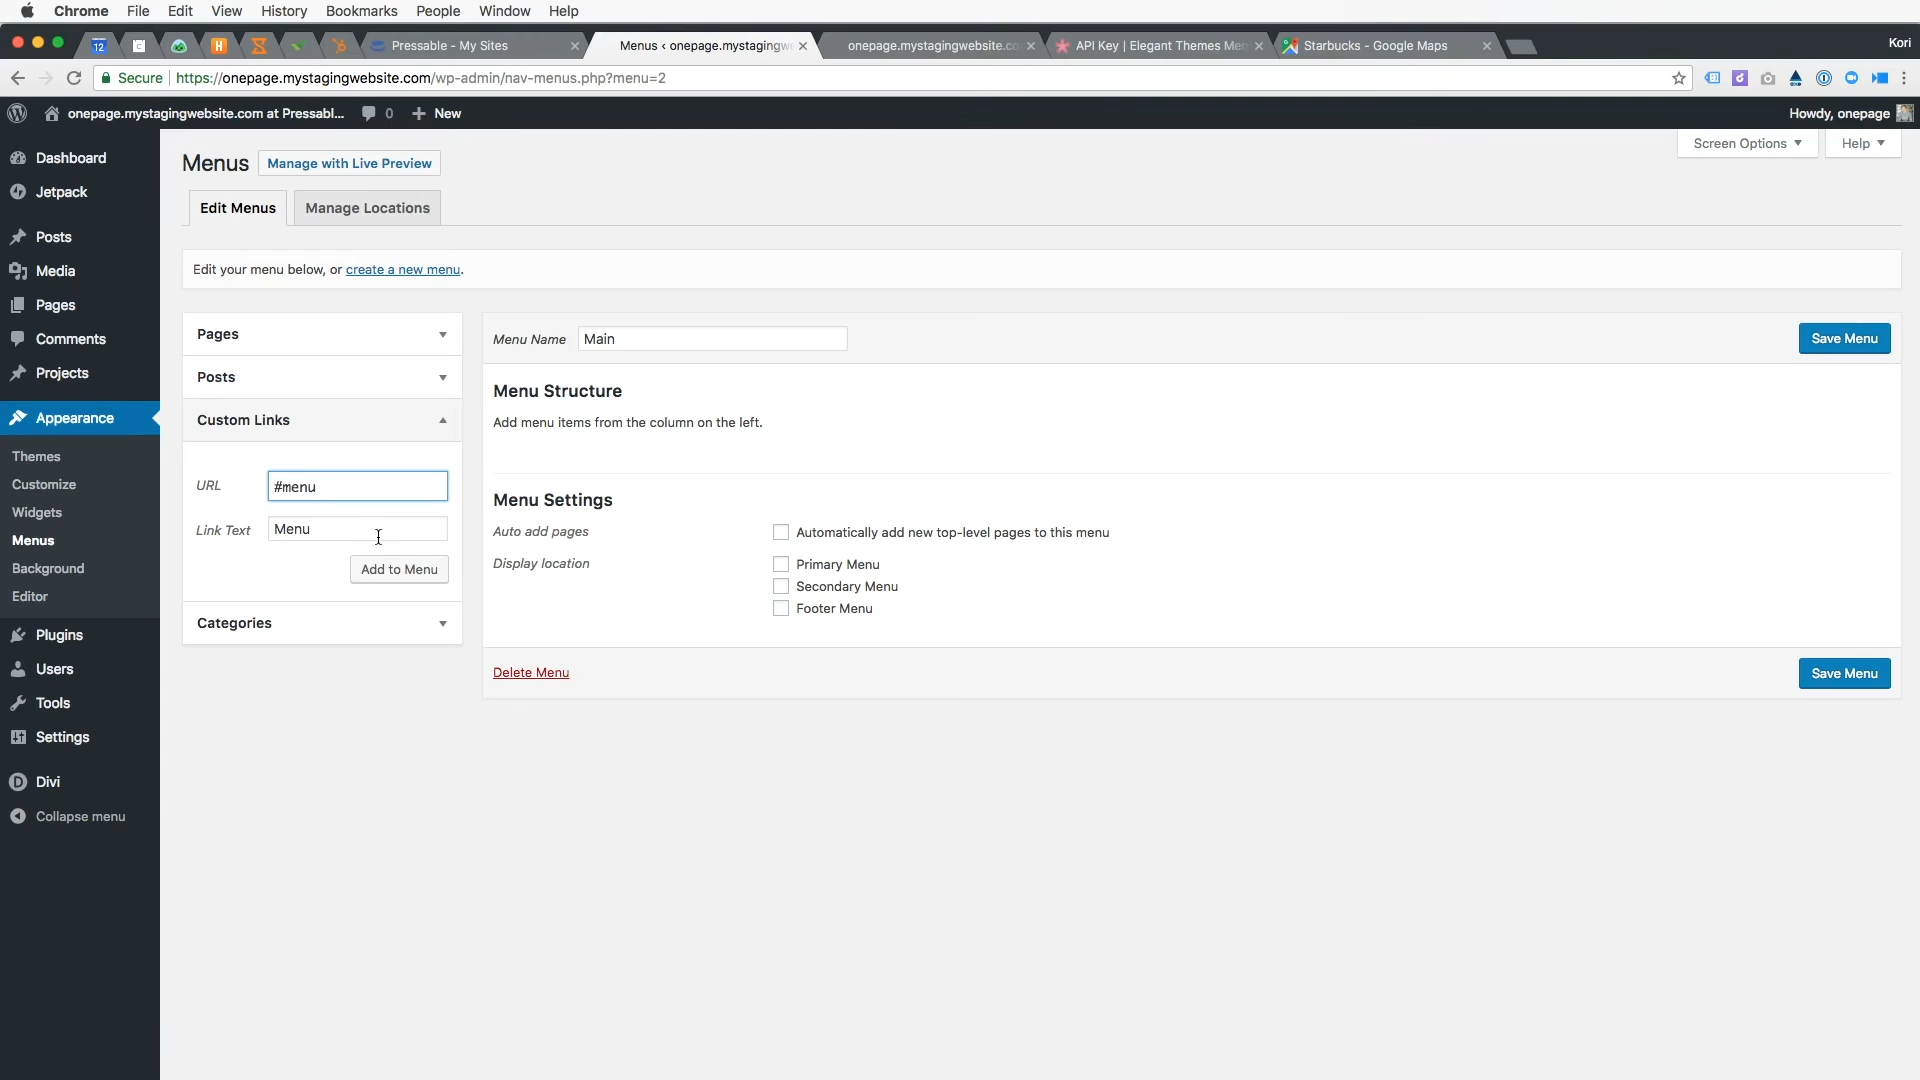 Chrome File Edit View History Bookmarks People Window Help
12 C H Pressable - My Sites Menus ‹ onepage.mystagingw onepage.mystagingwebsite.co API Key | Elegant Themes Mem Starbucks - Google Maps Kori
Secure https://onepage.mystagingwebsite.com/wp-admin/nav-menus.php?menu=2
onepage.mystagingwebsite.com at Pressabl... 0 + New Howdy, onepage
Dashboard
Jetpack
Posts
Media
Pages
Comments
Projects
Appearance
Themes
Customize
Widgets
Menus
Background
Editor
Plugins
Users
Tools
Settings
Divi
Collapse menu
Screen Options Help
Menus Manage with Live Preview
Edit Menus Manage Locations
Edit your menu below, or create a new menu.
Pages
Posts
Custom Links
URL #menu
Link Text Menu
Add to Menu
Categories
Menu Name Main Save Menu
Menu Structure
Add menu items from the column on the left.
Menu Settings
Auto add pages Automatically add new top-level pages to this menu
Display location Primary Menu
Secondary Menu
Footer Menu
Delete Menu Save Menu